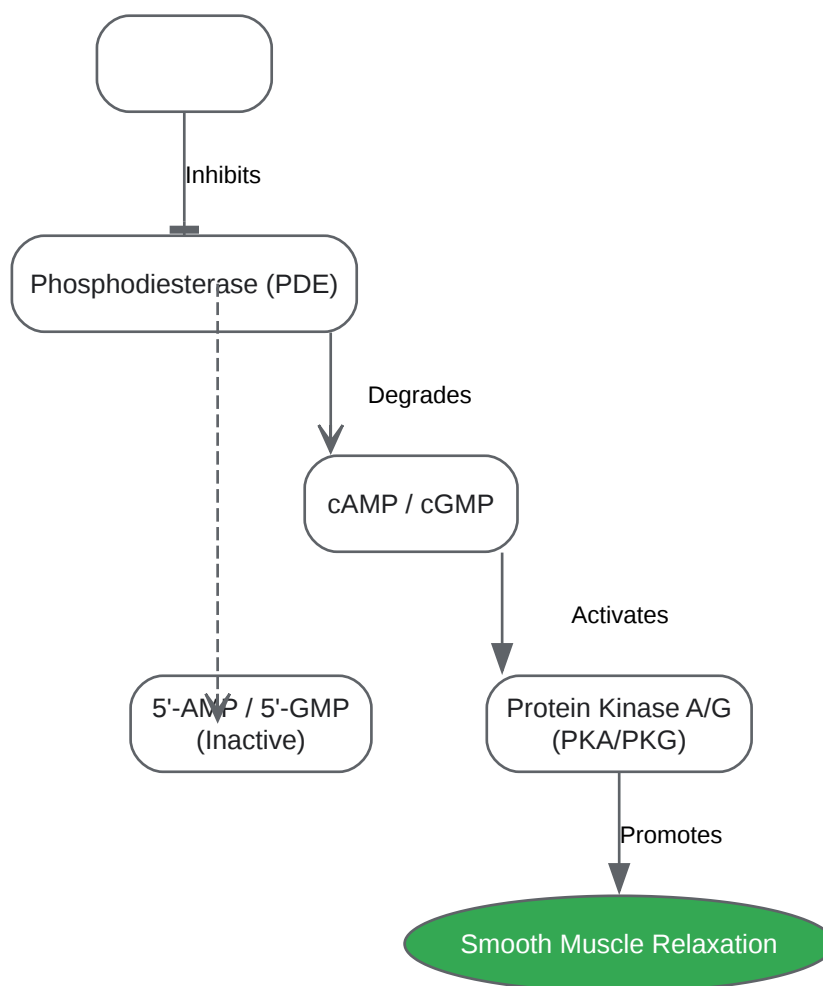 Inhibits
Phosphodiesterase (PDE)
Degrades
cAMP / cGMP
Activates
5'-AMP / 5'-GMP
(Inactive)
Protein Kinase A/G
(PKA/PKG)
Promotes
Smooth Muscle Relaxation